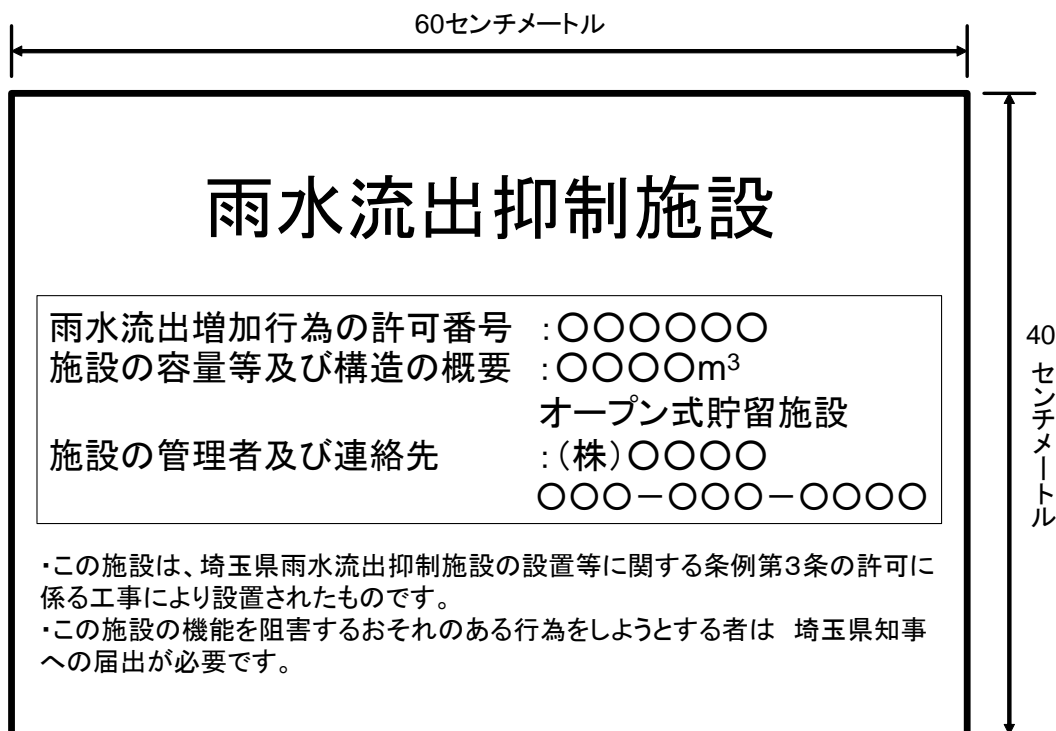 60センチメートル
雨水流出抑制施設
雨水流出増加行為の許可番号 :〇〇〇〇〇〇
施設の容量等及び構造の概要 :〇〇〇〇m³
オープン式貯留施設
施設の管理者及び連絡先 :(株)〇〇〇〇
〇〇〇-〇〇〇-〇〇〇〇
・この施設は、埼玉県雨水流出抑制施設の設置等に関する条例第3条の許可に
係る工事により設置されたものです。
・この施設の機能を阻害するおそれのある行為をしようとする者は 埼玉県知事
への届出が必要です。
40センチメートル